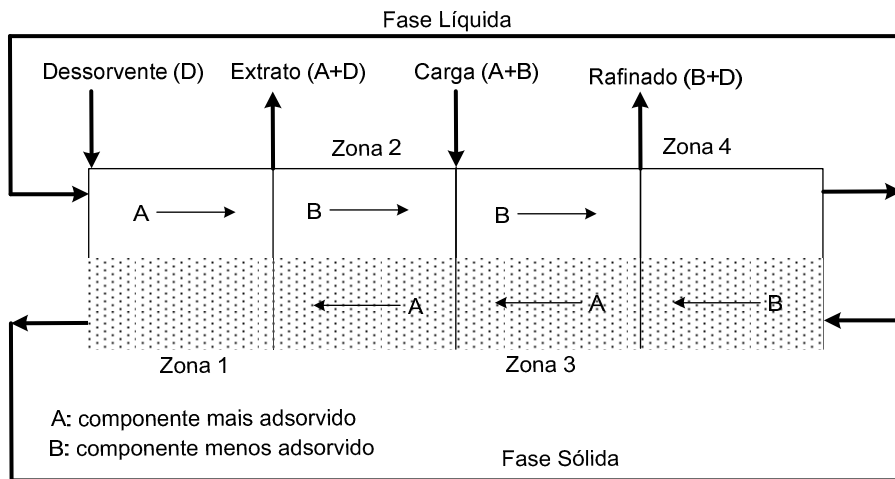 Fase Líquida
Dessorvente (D) Extrato (A+D) Carga (A+B) Rafinado (B+D)
Zona 2 Zona 4
A B B
A A B
Zona 1 Zona 3
A: componente mais adsorvido
B: componente menos adsorvido
Fase Sólida